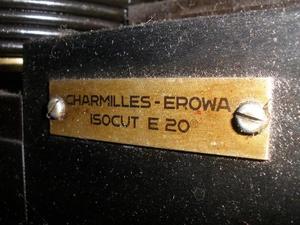 CHARMILLES - EROWA
ISOCUT E 20